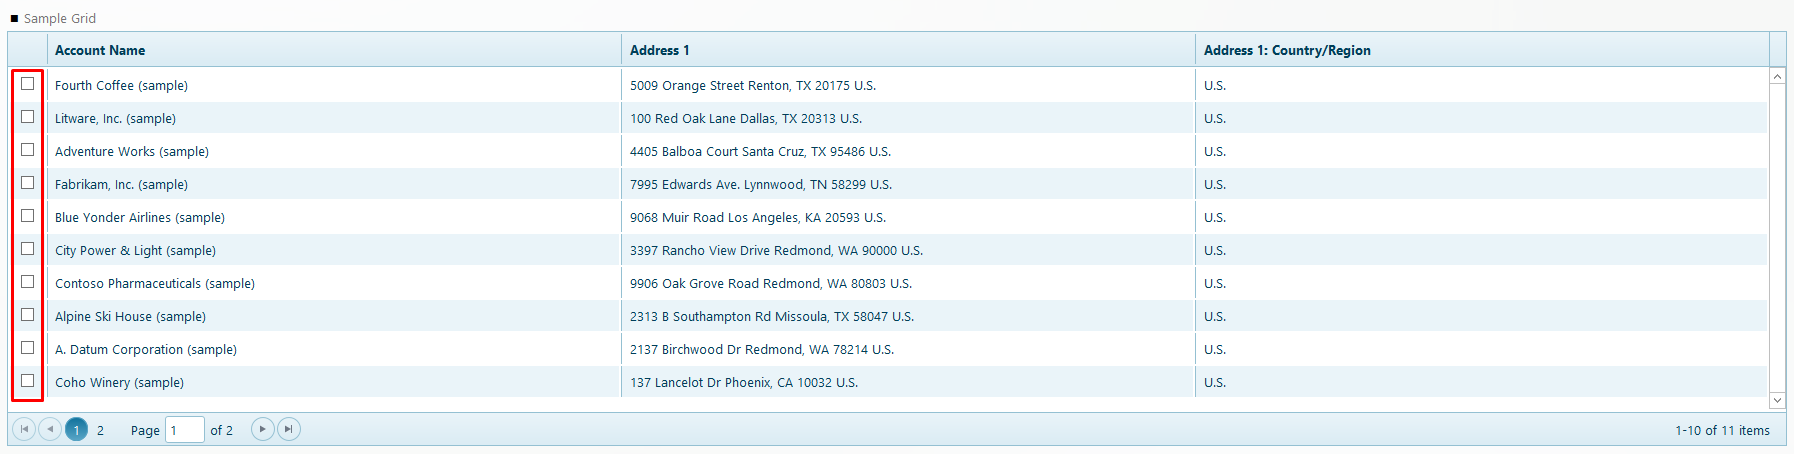 Sample Grid
Account Name Address 1 Address 1: Country/Region
Fourth Coffee (sample) 5009 Orange Street Renton, TX 20175 U.S. U.S.
Litware, Inc. (sample) 100 Red Oak Lane Dallas, TX 20313 U.S. U.S.
Adventure Works (sample) 4405 Balboa Court Santa Cruz, TX 95486 U.S. U.S.
Fabrikam, Inc. (sample) 7995 Edwards Ave. Lynnwood, TN 58299 U.S. U.S.
Blue Yonder Airlines (sample) 9068 Muir Road Los Angeles, KA 20593 U.S. U.S.
City Power & Light (sample) 3397 Rancho View Drive Redmond, WA 90000 U.S. U.S.
Contoso Pharmaceuticals (sample) 9906 Oak Grove Road Redmond, WA 80803 U.S. U.S.
Alpine Ski House (sample) 2313 B Southampton Rd Missoula, TX 58047 U.S. U.S.
A. Datum Corporation (sample) 2137 Birchwood Dr Redmond, WA 78214 U.S. U.S.
Coho Winery (sample) 137 Lancelot Dr Phoenix, CA 10032 U.S. U.S.
1 2 Page 1 of 2 1-10 of 11 items